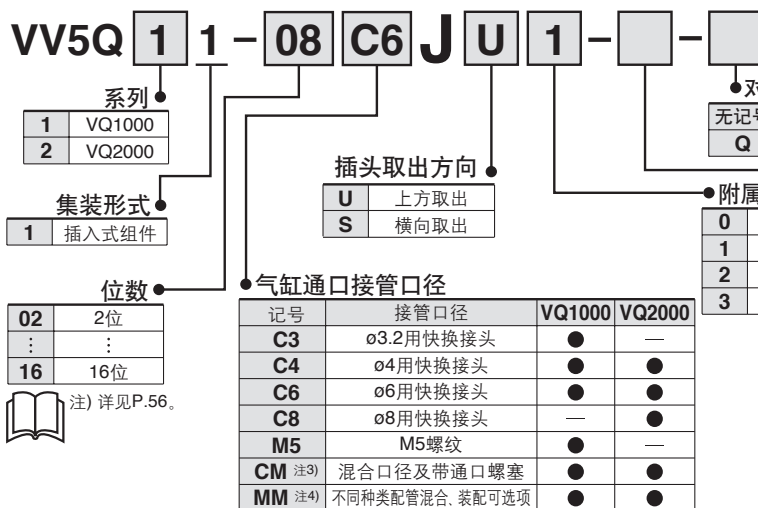 VV5Q 1 1 - 08 C6 J U 1 - -
系列
1 VQ1000
2 VQ2000
集装形式
1 插入式组件
位数
02 2位
⋮ ⋮
16 16位
注) 详见P.56。
插头取出方向
U 上方取出
S 横向取出
气缸通口接管口径
记号 接管口径 VQ1000 VQ2000
C3 ø3.2用快换接头 ● —
C4 ø4用快换接头 ● ●
C6 ø6用快换接头 ● ●
C8 ø8用快换接头 — ●
M5 M5螺纹 ● —
CM 注3) 混合口径及带通口螺塞 ● ●
MM 注4) 不同种类配管混合、装配可选项 ● ●
无记号
Q
附属
0
1
2
3